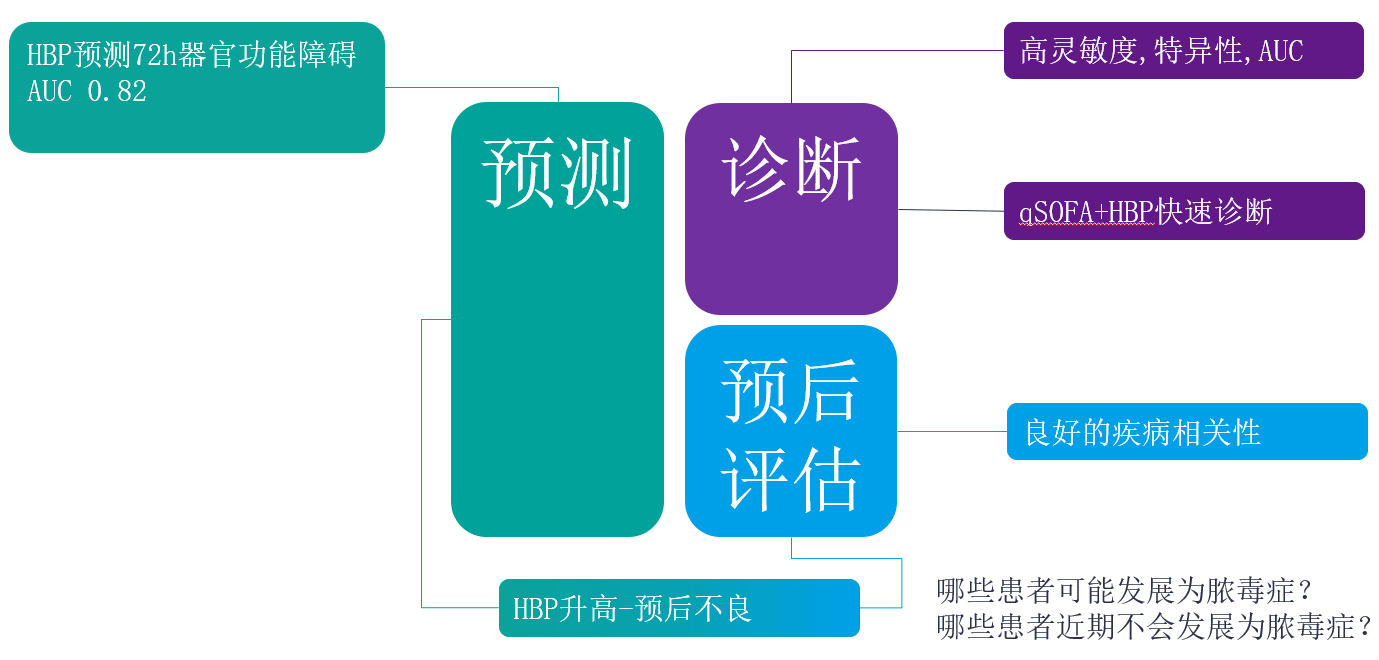 HBP预测72h器官功能障碍
AUC 0.82
预测
诊断
高灵敏度,特异性,AUC
qSOFA+HBP快速诊断
预后
评估
良好的疾病相关性
HBP升高-预后不良
哪些患者可能发展为脓毒症?
哪些患者近期不会发展为脓毒症?